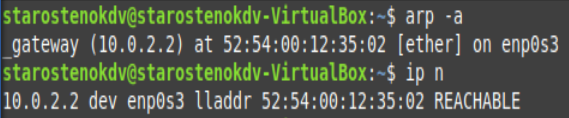 starostenokdv@starostenokdv-VirtualBox:~$ arp -a
_gateway (10.0.2.2) at 52:54:00:12:35:02 [ether] on enp0s3
starostenokdv@starostenokdv-VirtualBox:~$ ip n
10.0.2.2 dev enp0s3 lladdr 52:54:00:12:35:02 REACHABLE